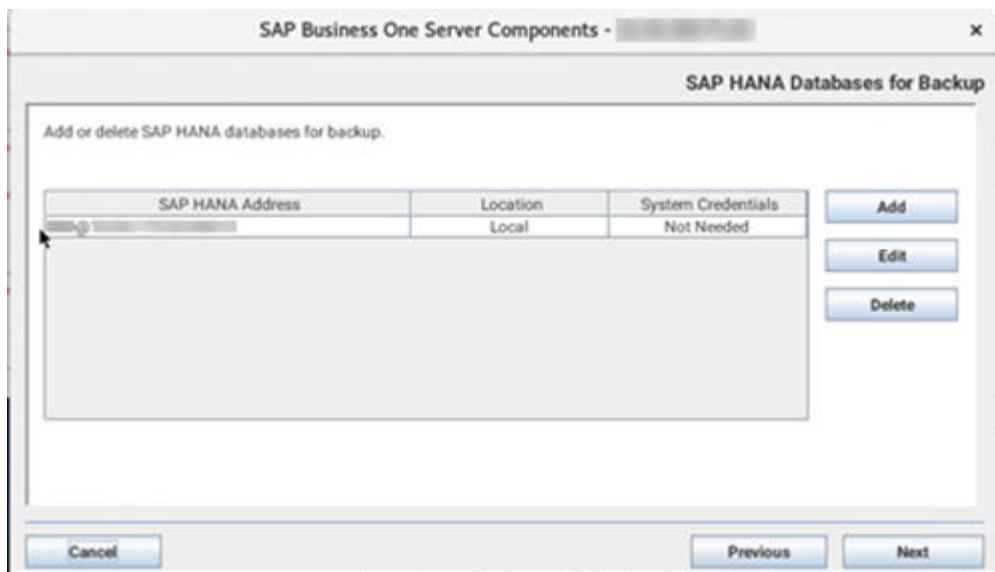 SAP Business One Server Components -
×
SAP HANA Databases for Backup
Add or delete SAP HANA databases for backup.
SAP HANA Address Location System Credentials
@ Local Not Needed
Add
Edit
Delete
Cancel Previous Next